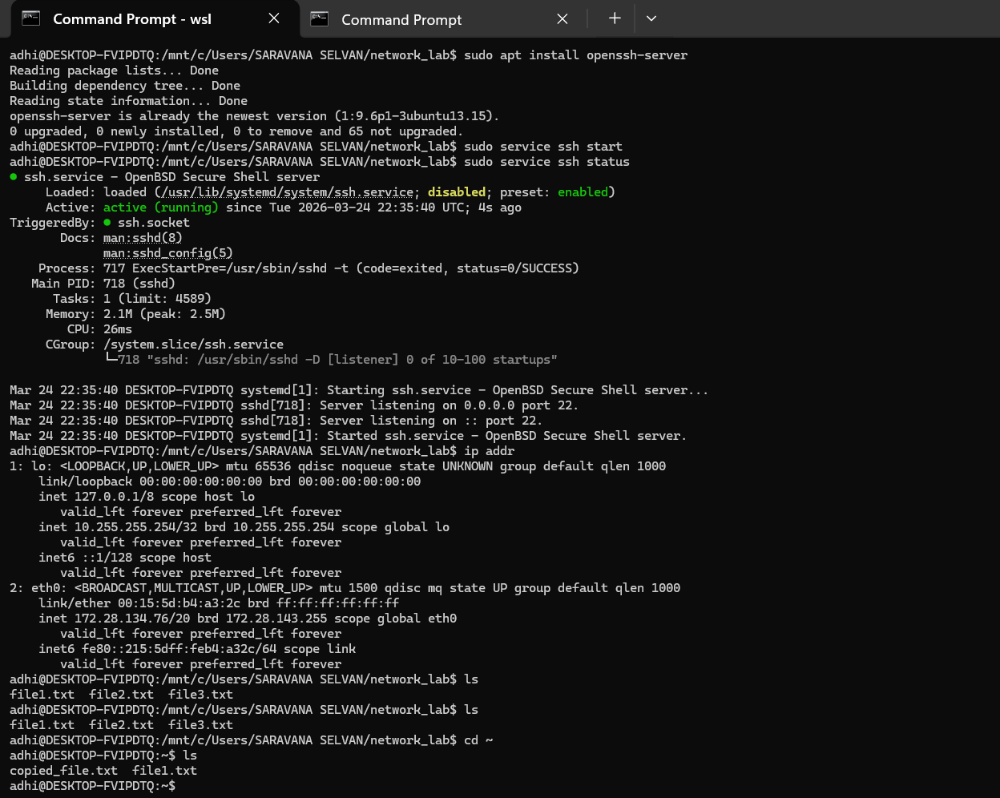 Command Prompt - wsl
Command Prompt
adhi@DESKTOP-FVIPDTQ:/mnt/c/Users/SARAVANA SELVAN/network_lab$ sudo apt install openssh-server
Reading package lists... Done
Building dependency tree... Done
Reading state information... Done
openssh-server is already the newest version (1:9.6p1-3ubuntu13.15).
0 upgraded, 0 newly installed, 0 to remove and 65 not upgraded.
adhi@DESKTOP-FVIPDTQ:/mnt/c/Users/SARAVANA SELVAN/network_lab$ sudo service ssh start
adhi@DESKTOP-FVIPDTQ:/mnt/c/Users/SARAVANA SELVAN/network_lab$ sudo service ssh status
● ssh.service - OpenBSD Secure Shell server
     Loaded: loaded (/usr/lib/systemd/system/ssh.service; disabled; preset: enabled)
     Active: active (running) since Tue 2026-03-24 22:35:40 UTC; 4s ago
TriggeredBy: ● ssh.socket
       Docs: man:sshd(8)
             man:sshd_config(5)
    Process: 717 ExecStartPre=/usr/sbin/sshd -t (code=exited, status=0/SUCCESS)
   Main PID: 718 (sshd)
      Tasks: 1 (limit: 4589)
     Memory: 2.1M (peak: 2.5M)
        CPU: 26ms
     CGroup: /system.slice/ssh.service
             └─718 "sshd: /usr/sbin/sshd -D [listener] 0 of 10-100 startups"
Mar 24 22:35:40 DESKTOP-FVIPDTQ systemd[1]: Starting ssh.service - OpenBSD Secure Shell server...
Mar 24 22:35:40 DESKTOP-FVIPDTQ sshd[718]: Server listening on 0.0.0.0 port 22.
Mar 24 22:35:40 DESKTOP-FVIPDTQ sshd[718]: Server listening on :: port 22.
Mar 24 22:35:40 DESKTOP-FVIPDTQ systemd[1]: Started ssh.service - OpenBSD Secure Shell server.
adhi@DESKTOP-FVIPDTQ:/mnt/c/Users/SARAVANA SELVAN/network_lab$ ip addr
1: lo: <LOOPBACK,UP,LOWER_UP> mtu 65536 qdisc noqueue state UNKNOWN group default qlen 1000
    link/loopback 00:00:00:00:00:00 brd 00:00:00:00:00:00
    inet 127.0.0.1/8 scope host lo
       valid_lft forever preferred_lft forever
    inet 10.255.255.254/32 brd 10.255.255.254 scope global lo
       valid_lft forever preferred_lft forever
    inet6 ::1/128 scope host
       valid_lft forever preferred_lft forever
2: eth0: <BROADCAST,MULTICAST,UP,LOWER_UP> mtu 1500 qdisc mq state UP group default qlen 1000
    link/ether 00:15:5d:b4:a3:2c brd ff:ff:ff:ff:ff:ff
    inet 172.28.134.76/20 brd 172.28.143.255 scope global eth0
       valid_lft forever preferred_lft forever
    inet6 fe80::215:5dff:feb4:a32c/64 scope link
       valid_lft forever preferred_lft forever
adhi@DESKTOP-FVIPDTQ:/mnt/c/Users/SARAVANA SELVAN/network_lab$ ls
file1.txt  file2.txt  file3.txt
adhi@DESKTOP-FVIPDTQ:/mnt/c/Users/SARAVANA SELVAN/network_lab$ ls
file1.txt  file2.txt  file3.txt
adhi@DESKTOP-FVIPDTQ:/mnt/c/Users/SARAVANA SELVAN/network_lab$ cd ~
adhi@DESKTOP-FVIPDTQ:~$ ls
copied_file.txt  file1.txt
adhi@DESKTOP-FVIPDTQ:~$